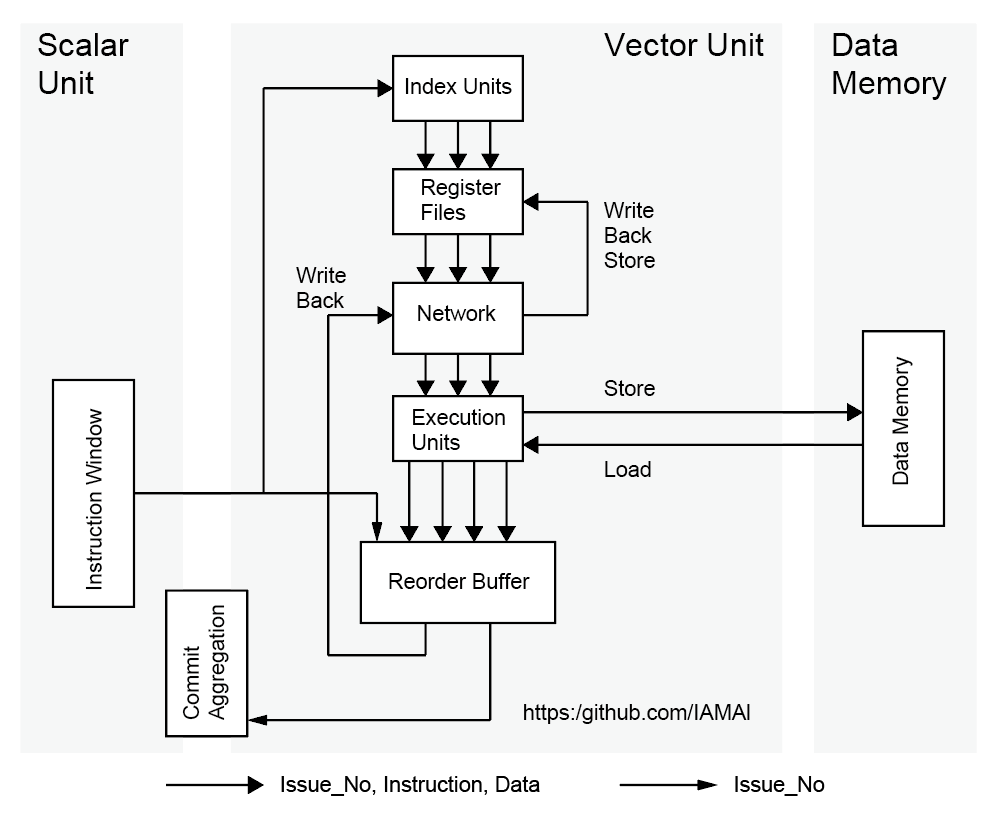 Scalar
Unit
Vector Unit
Data
Memory
Index Units
Register
Files
Write
Back
Store
Write
Back
Network
Store
Execution
Units
Load
Data Memory
Instruction Window
Reorder Buffer
Commit
Aggregation
https:/github.com/IAMAI
Issue_No, Instruction, Data
Issue_No